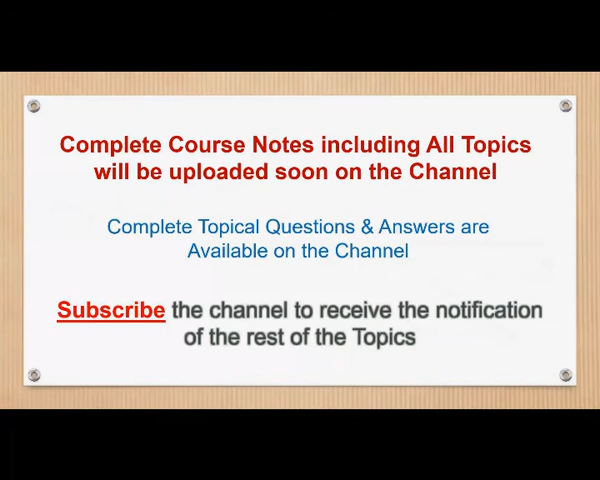 Complete Course Notes including All Topics
will be uploaded soon on the Channel
Complete Topical Questions & Answers are
Available on the Channel
Subscribe the channel to receive the notification
of the rest of the Topics